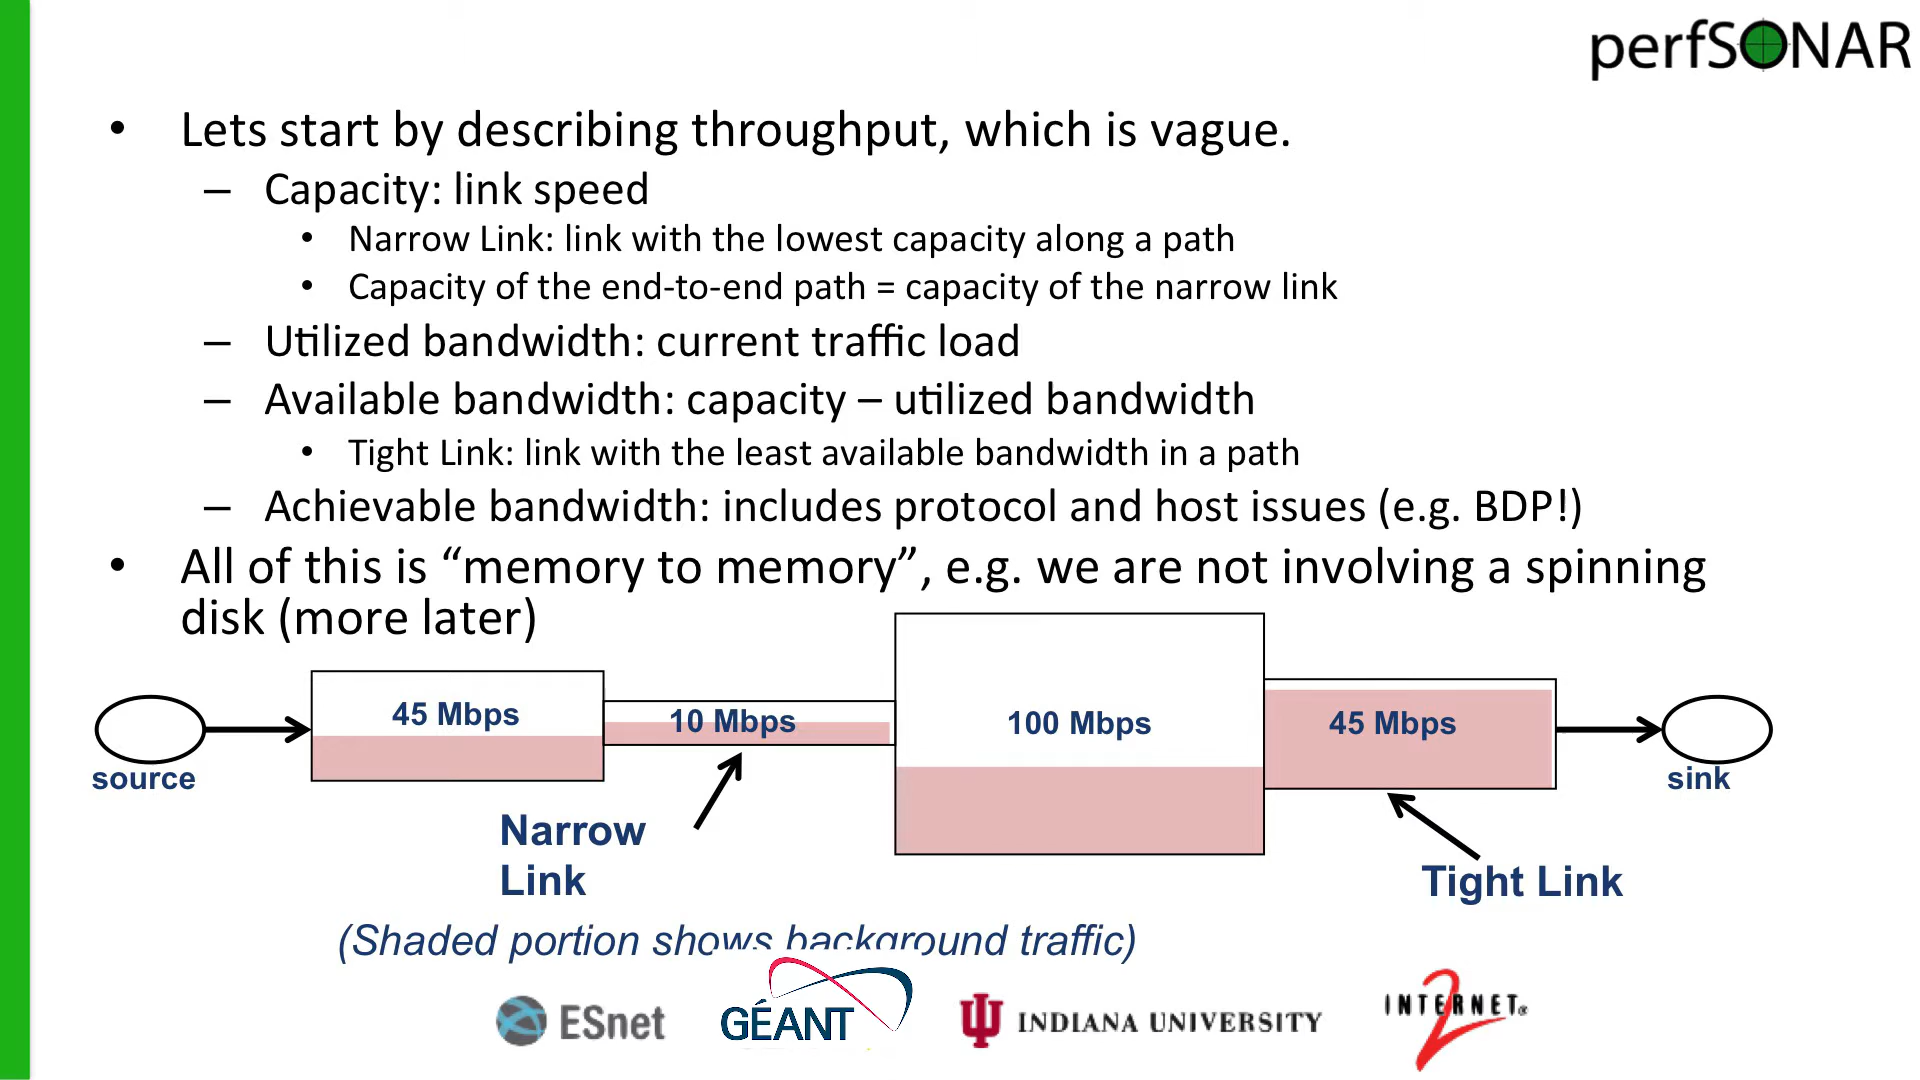 perfSONAR
• Lets start by describing throughput, which is vague.
– Capacity: link speed
• Narrow Link: link with the lowest capacity along a path
• Capacity of the end-to-end path = capacity of the narrow link
– Utilized bandwidth: current traffic load
– Available bandwidth: capacity – utilized bandwidth
• Tight Link: link with the least available bandwidth in a path
– Achievable bandwidth: includes protocol and host issues (e.g. BDP!)
• All of this is “memory to memory”, e.g. we are not involving a spinning
disk (more later)
45 Mbps
10 Mbps
100 Mbps
45 Mbps
source
sink
Narrow
Link
Tight Link
(Shaded portion shows background traffic)
ESnet
GÉANT
INDIANA UNIVERSITY
INTERNET®
2